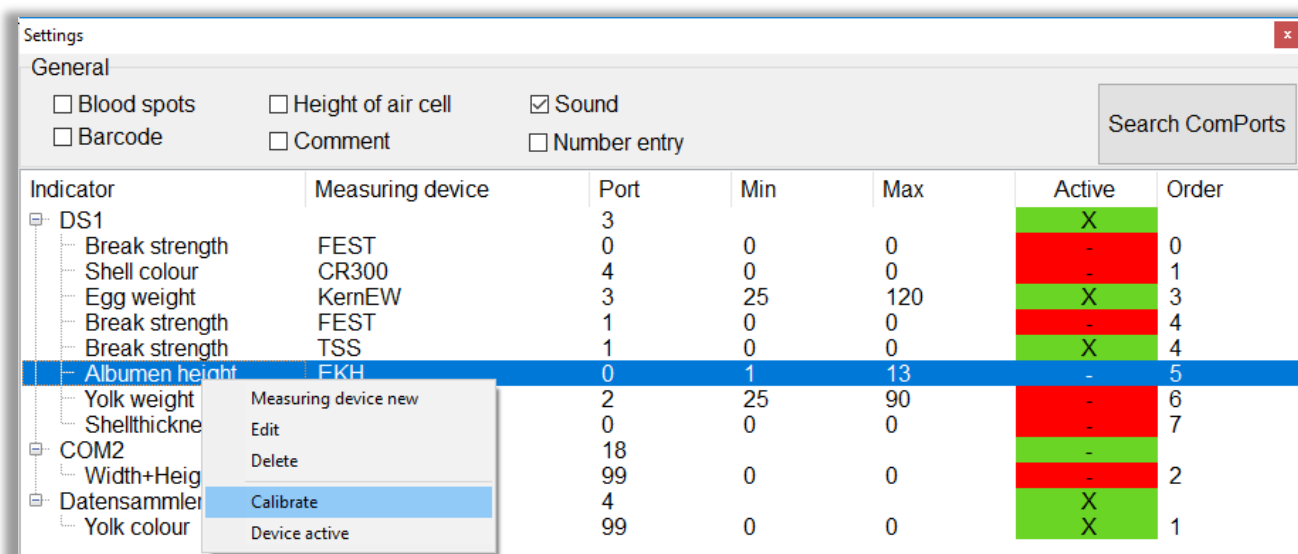 Settings x
General
Blood spots Height of air cell Sound
Barcode Comment Number entry
Search ComPorts
Indicator Measuring device Port Min Max Active Order
DS1 3 X
Break strength FEST 0 0 0 - 0
Shell colour CR300 4 0 0 - 1
Egg weight KernEW 3 25 120 X 3
Break strength FEST 1 0 0 - 4
Break strength TSS 1 0 0 X 4
Albumen height EKH 0 1 13 - 5
Yolk weight 2 25 90 - 6
Shellthickne 0 0 0 - 7
COM2 18 -
Width+Heig 99 0 0 - 2
Datensammler 4 X
Yolk colour 99 0 0 X 1
Measuring device new
Edit
Delete
Calibrate
Device active